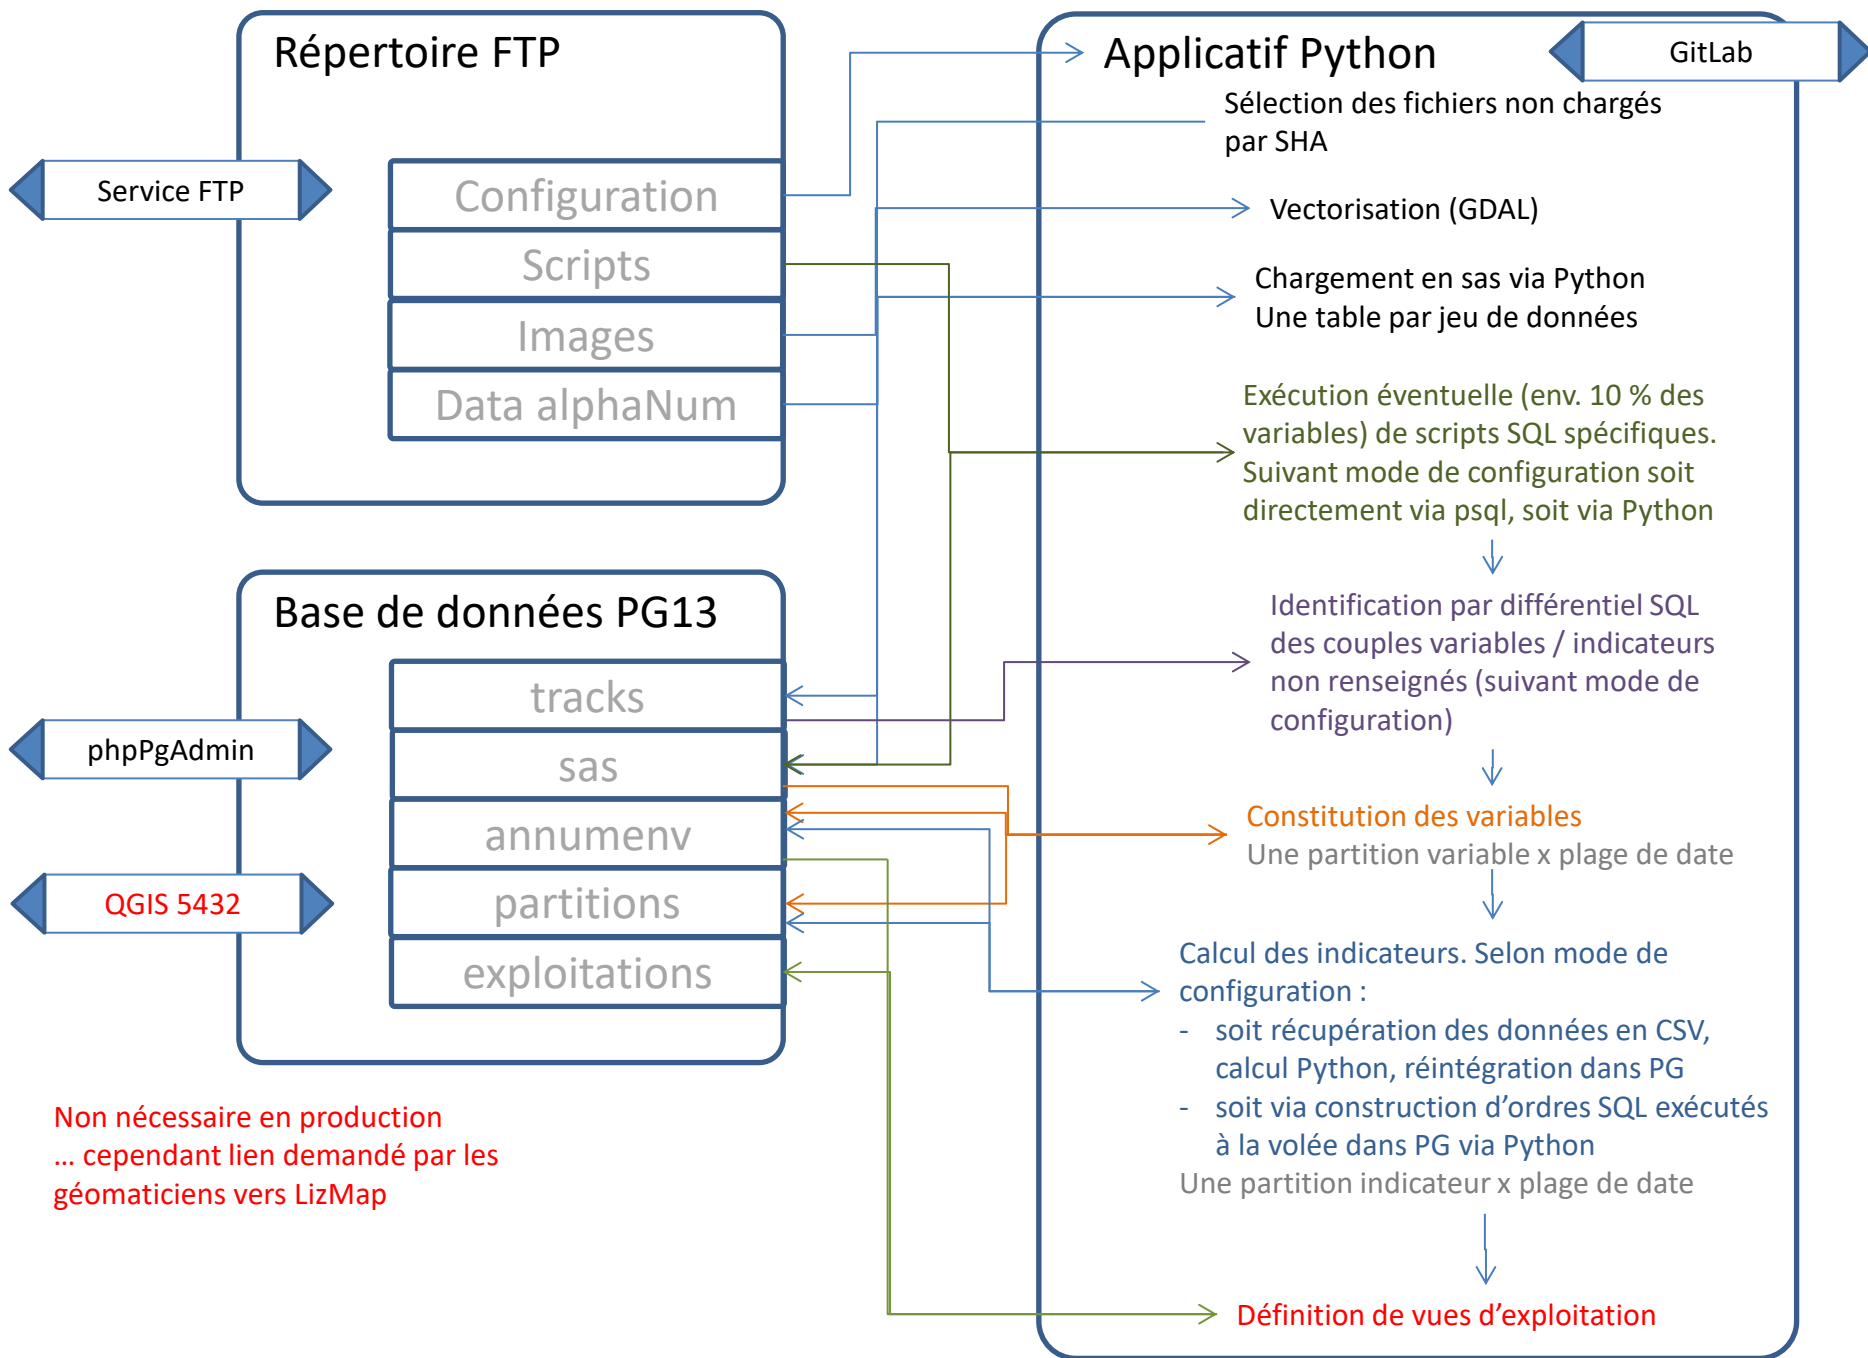 Répertoire FTP
Service FTP
Configuration
Scripts
Images
Data alphaNum
Base de données PG13
phpPgAdmin
QGIS 5432
tracks
sas
annumenv
partitions
exploitations
Non nécessaire en production
... cependant lien demandé par les
géomaticiens vers LizMap
Applicatif Python
GitLab
Sélection des fichiers non chargés
par SHA
Vectorisation (GDAL)
Chargement en sas via Python
Une table par jeu de données
Exécution éventuelle (env. 10 % des
variables) de scripts SQL spécifiques.
Suivant mode de configuration soit
directement via psql, soit via Python
Identification par différentiel SQL
des couples variables / indicateurs
non renseignés (suivant mode de
configuration)
Constitution des variables
Une partition variable x plage de date
Calcul des indicateurs. Selon mode de
configuration :
- soit récupération des données en CSV,
calcul Python, réintégration dans PG
- soit via construction d’ordres SQL exécutés
à la volée dans PG via Python
Une partition indicateur x plage de date
Définition de vues d’exploitation